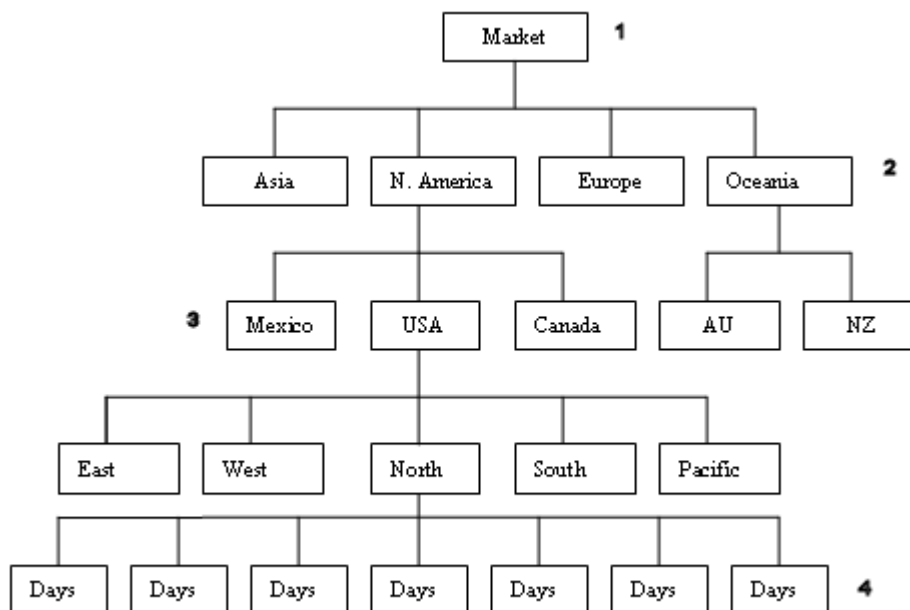 Market 1
Asia N. America Europe Oceania 2
3 Mexico USA Canada AU NZ
East West North South Pacific
Days Days Days Days Days Days Days 4